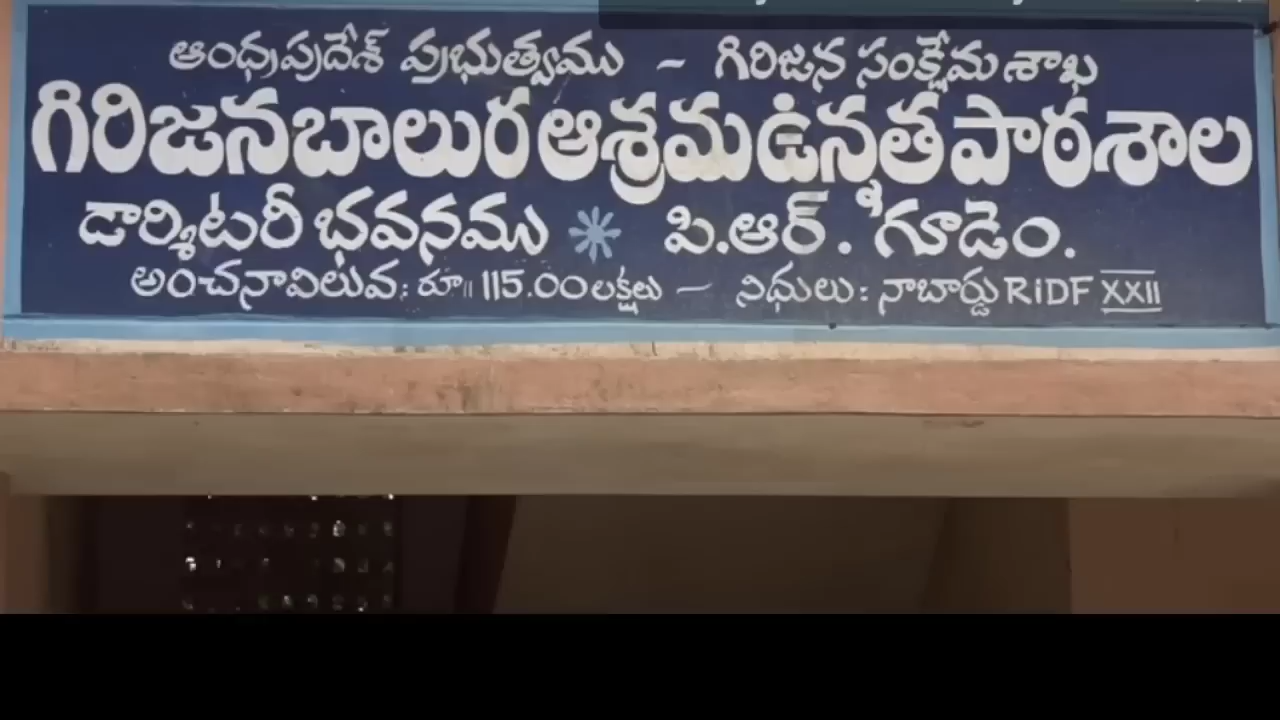 ఆంధ్రప్రదేశ్ ప్రభుత్వము - గిరిజన సంక్షేమ శాఖ
గిరిజన బాలుర ఆశ్రమ ఉన్నత పాఠశాల
డార్మిటరీ భవనము * పి.ఆర్. గూడెం.
అంచనా విలువ: రూ॥ 115.00 లక్షలు - నిధులు: నాబార్డు RiDF XXII